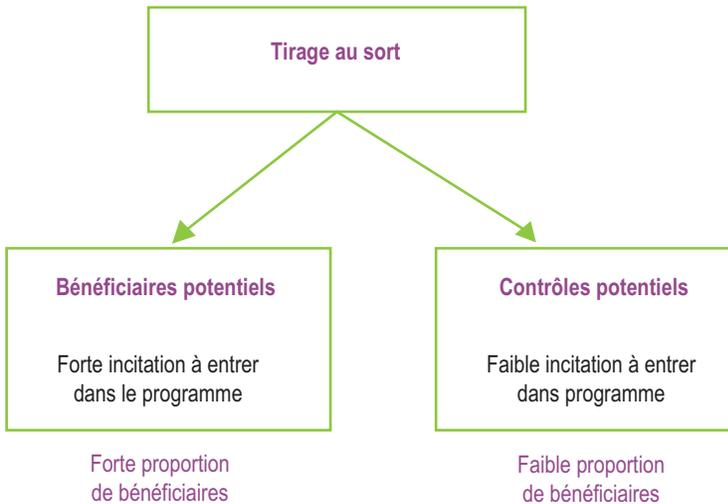 Tirage au sort
Bénéficiaires potentiels
Forte incitation à entrer
dans le programme
Contrôles potentiels
Faible incitation à entrer
dans programme
Forte proportion
de bénéficiaires
Faible proportion
de bénéficiaires